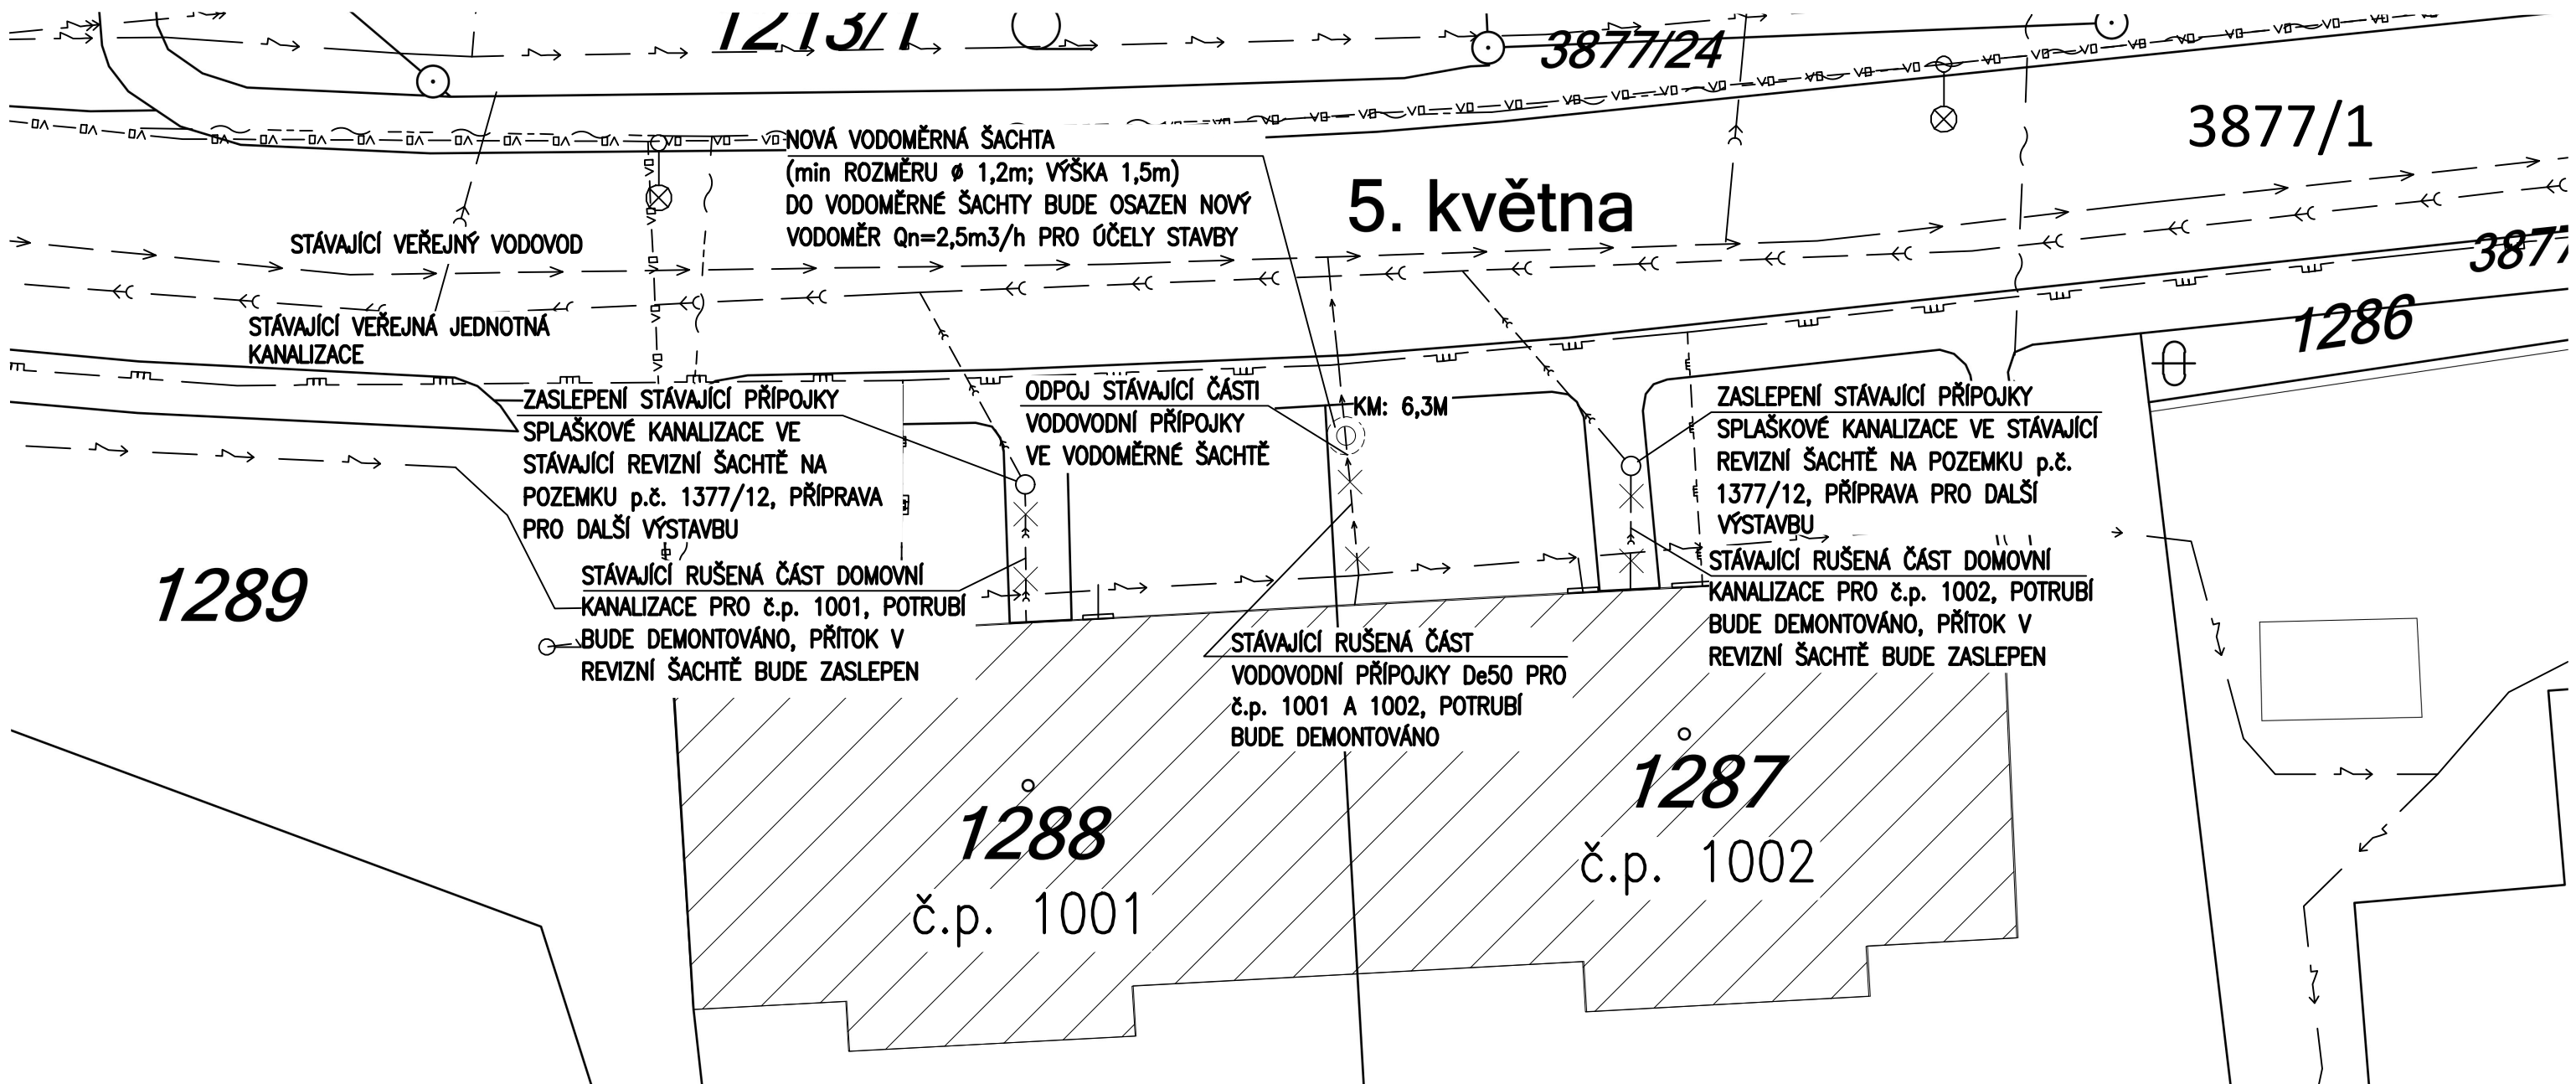 1213/1
3877/24
3877/1
NOVÁ VODOMĚRNÁ ŠACHTA
(min ROZMĚRU ø 1,2m; VÝŠKA 1,5m)
DO VODOMĚRNÉ ŠACHTY BUDE OSAZEN NOVÝ
VODOMĚR Qn=2,5m3/h PRO ÚČELY STAVBY
5. května
STÁVAJÍCÍ VEŘEJNÝ VODOVOD
3877
STÁVAJÍCÍ VEŘEJNÁ JEDNOTNÁ
KANALIZACE
1286
ZASLEPENÍ STÁVAJÍCÍ PŘÍPOJKY
SPLAŠKOVÉ KANALIZACE VE
STÁVAJÍCÍ REVIZNÍ ŠACHTĚ NA
POZEMKU p.č. 1377/12, PŘÍPRAVA
PRO DALŠÍ VÝSTAVBU
ODPOJ STÁVAJÍCÍ ČÁSTI
VODOVODNÍ PŘÍPOJKY
VE VODOMĚRNÉ ŠACHTĚ
KM: 6,3M
ZASLEPENÍ STÁVAJÍCÍ PŘÍPOJKY
SPLAŠKOVÉ KANALIZACE VE STÁVAJÍCÍ
REVIZNÍ ŠACHTĚ NA POZEMKU p.č.
1377/12, PŘÍPRAVA PRO DALŠÍ
VÝSTAVBU
1289
STÁVAJÍCÍ RUŠENÁ ČÁST DOMOVNÍ
KANALIZACE PRO č.p. 1001, POTRUBÍ
BUDE DEMONTOVÁNO, PŘÍTOK V
REVIZNÍ ŠACHTĚ BUDE ZASLEPEN
STÁVAJÍCÍ RUŠENÁ ČÁST DOMOVNÍ
KANALIZACE PRO č.p. 1002, POTRUBÍ
BUDE DEMONTOVÁNO, PŘÍTOK V
REVIZNÍ ŠACHTĚ BUDE ZASLEPEN
STÁVAJÍCÍ RUŠENÁ ČÁST
VODOVODNÍ PŘÍPOJKY De50 PRO
č.p. 1001 A 1002, POTRUBÍ
BUDE DEMONTOVÁNO
1287
č.p. 1002
1288
č.p. 1001